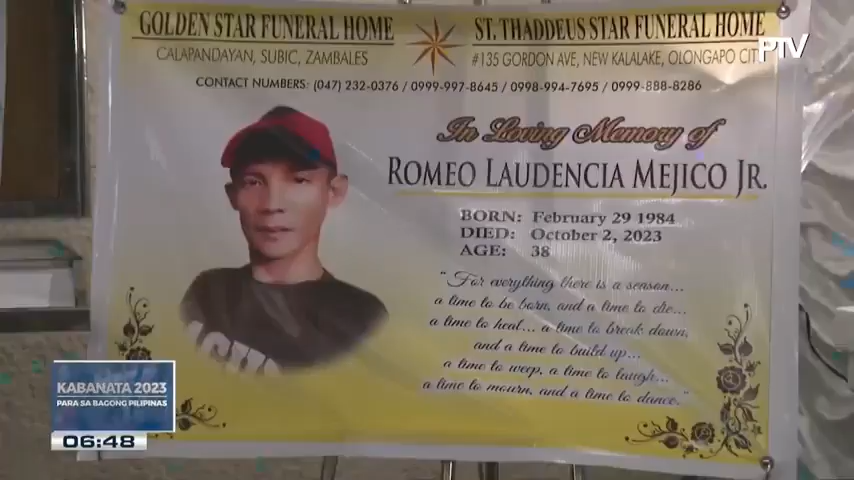 GOLDEN STAR FUNERAL HOME
CALAPANDAYAN, SUBIC, ZAMBALES
ST. THADDEUS STAR FUNERAL HOME
#135 GORDON AVE, NEW KALALAKE, OLONGAPO CITY
PTV
CONTACT NUMBERS: (047) 232-0376 / 0999-997-8645 / 0998-994-7695 / 0999-888-8286
In Loving Memory of
ROMEO LAUDENCIA MEJICO JR.
BORN: February 29 1984
DIED: October 2, 2023
AGE: 38
"For everything there is a season...
a time to be born, and a time to die...
a time to heal... a time to break down,
and a time to build up...
a time to weep, a time to laugh...
a time to mourn, and a time to dance."
KABANATA 2023
PARA SA BAGONG PILIPINAS
06:48